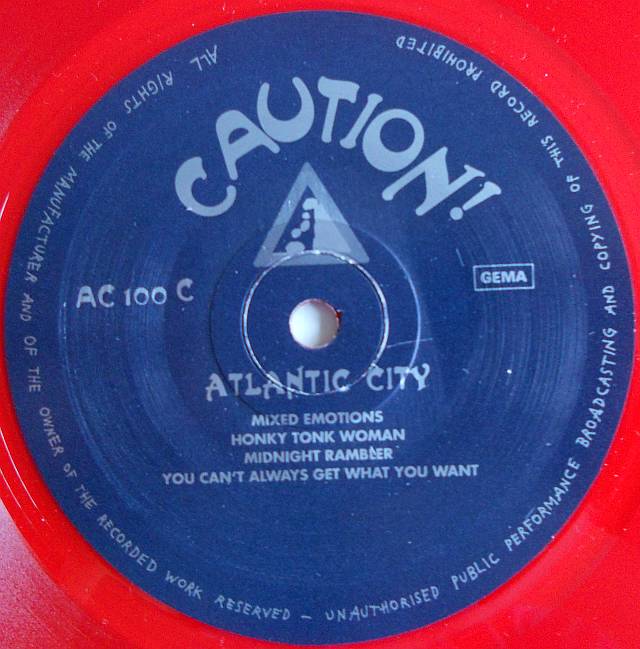 CAUTION!
AC 100 C
GEMA
ATLANTIC CITY
MIXED EMOTIONS
HONKY TONK WOMAN
MIDNIGHT RAMBLER
YOU CAN'T ALWAYS GET WHAT YOU WANT
ALL RIGHTS OF THE MANUFACTURER AND OF THE OWNER OF THE RECORDED WORK RESERVED – UNAUTHORISED PUBLIC PERFORMANCE BROADCASTING AND COPYING OF THIS RECORD PROHIBITED